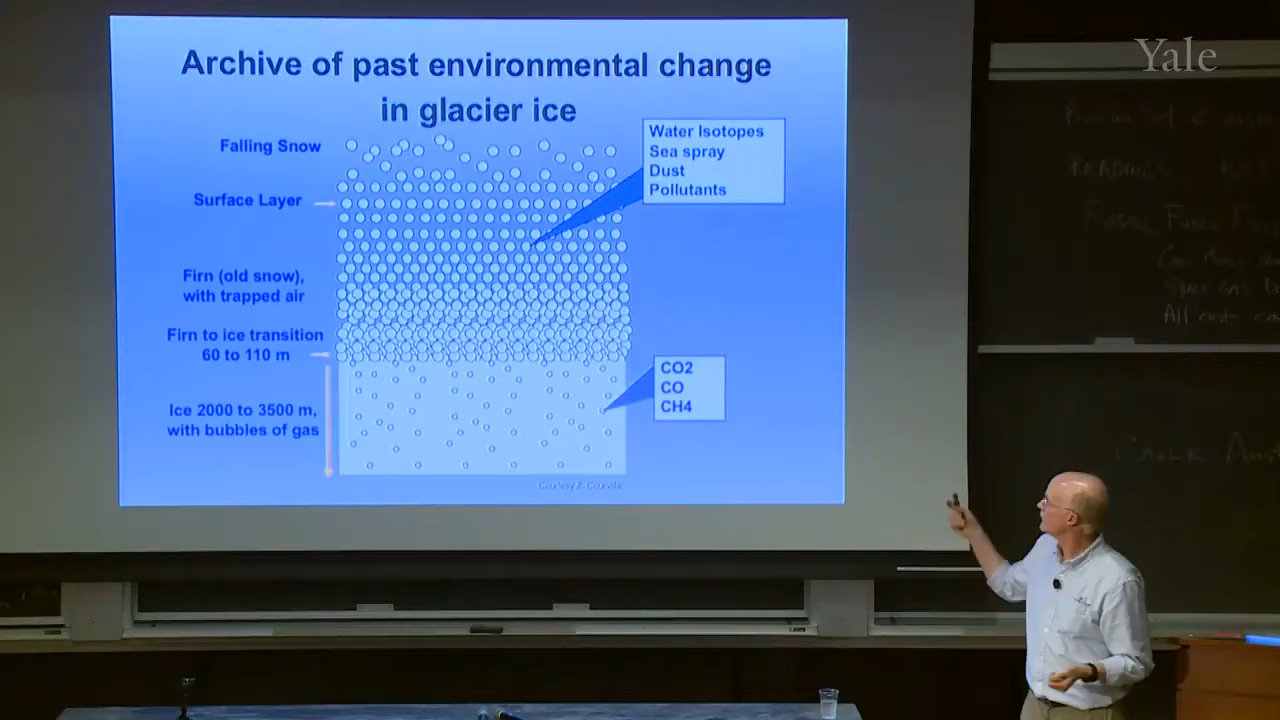 Yale
Archive of past environmental change
in glacier ice
Falling Snow
Surface Layer
Firn (old snow),
with trapped air
Firn to ice transition
60 to 110 m
Ice 2000 to 3500 m,
with bubbles of gas
Water Isotopes
Sea spray
Dust
Pollutants
CO2
CO
CH4
Courtesy Z. Courville
READINGS